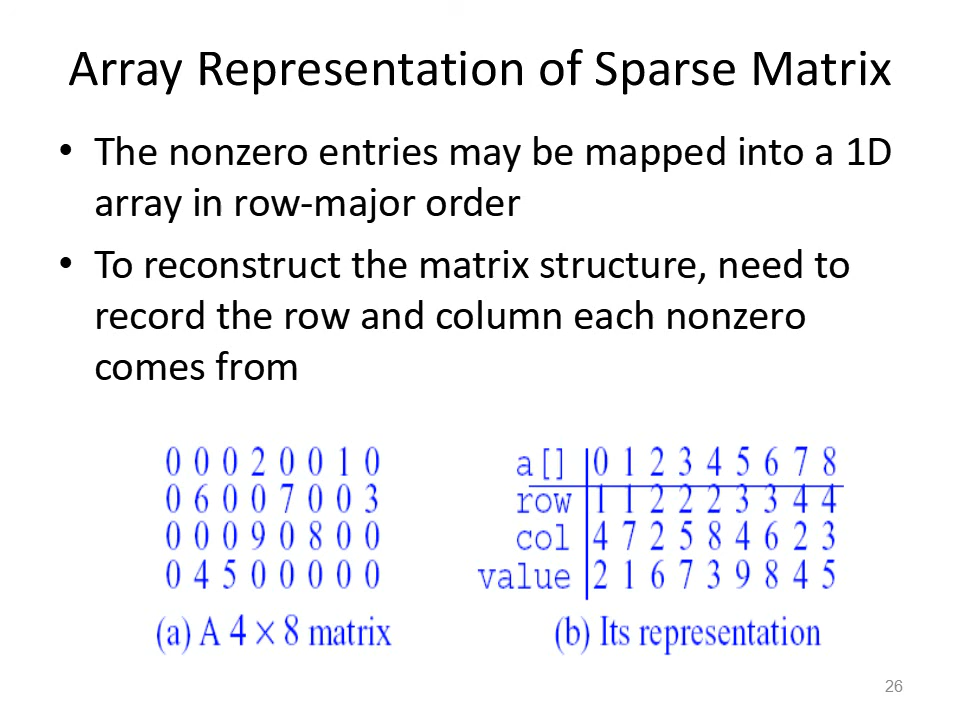 Array Representation of Sparse Matrix
• The nonzero entries may be mapped into a 1D
array in row-major order
• To reconstruct the matrix structure, need to
record the row and column each nonzero
comes from
0 0 0 2 0 0 1 0
0 6 0 0 7 0 0 3
0 0 0 9 0 8 0 0
0 4 5 0 0 0 0 0
(a) A 4 × 8 matrix
a[] 0 1 2 3 4 5 6 7 8
row 1 1 2 2 2 3 3 4 4
col 4 7 2 5 8 4 6 2 3
value 2 1 6 7 3 9 8 4 5
(b) Its representation
26